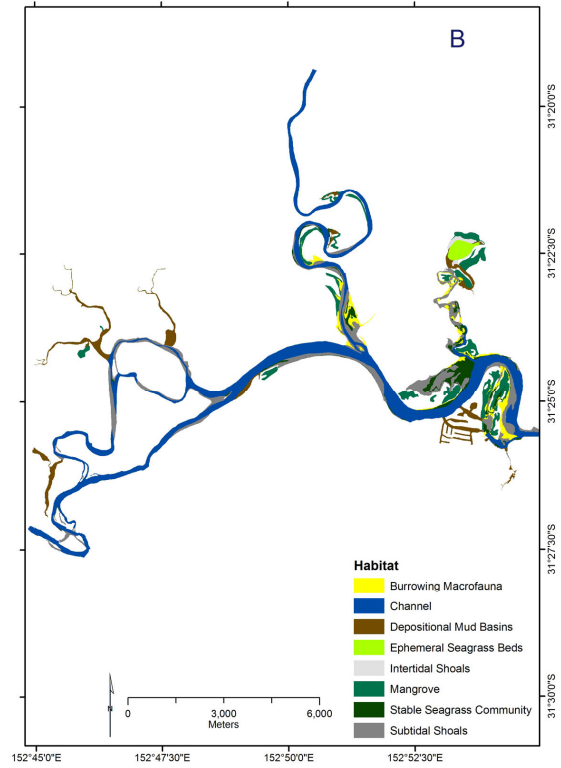 B
31°20'0"S
31°22'30"S
31°25'0"S
31°27'30"S
31°30'0"S
Habitat
Burrowing Macrofauna
Channel
Depositional Mud Basins
Ephemeral Seagrass Beds
Intertidal Shoals
Mangrove
Stable Seagrass Community
Subtidal Shoals
N
0 3,000 6,000
Meters
152°45'0"E 152°47'30"E 152°50'0"E 152°52'30"E